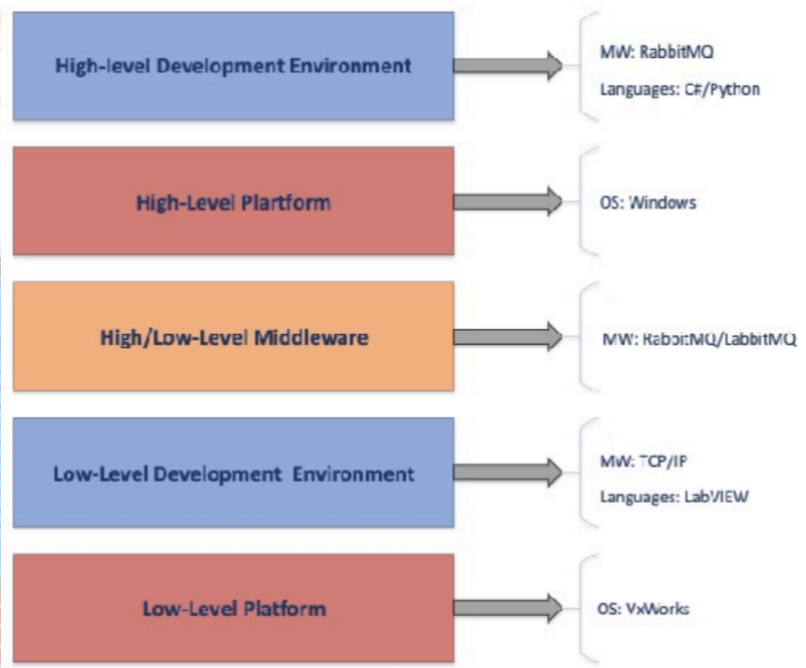 High-level Development Environment
MW: RabbitMQ
Languages: C#/Python
High-Level Plartform
OS: Windows
High/Low-Level Middleware
MW: RabbitMQ/LabbitMQ
Low-Level Development Environment
MW: TCP/IP
Languages: LabVIEW
Low-Level Platform
OS: VxWorks